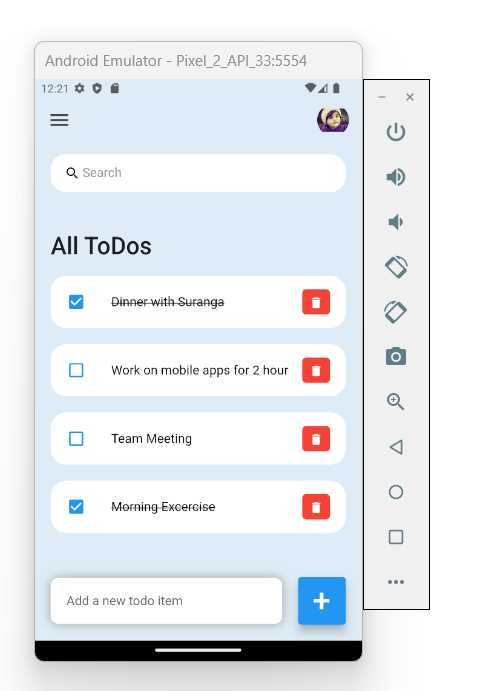 Android Emulator - Pixel_2_API_33:5554
12:21
Search
All ToDos
Dinner with Suranga
Work on mobile apps for 2 hour
Team Meeting
Morning Excercise
Add a new todo item